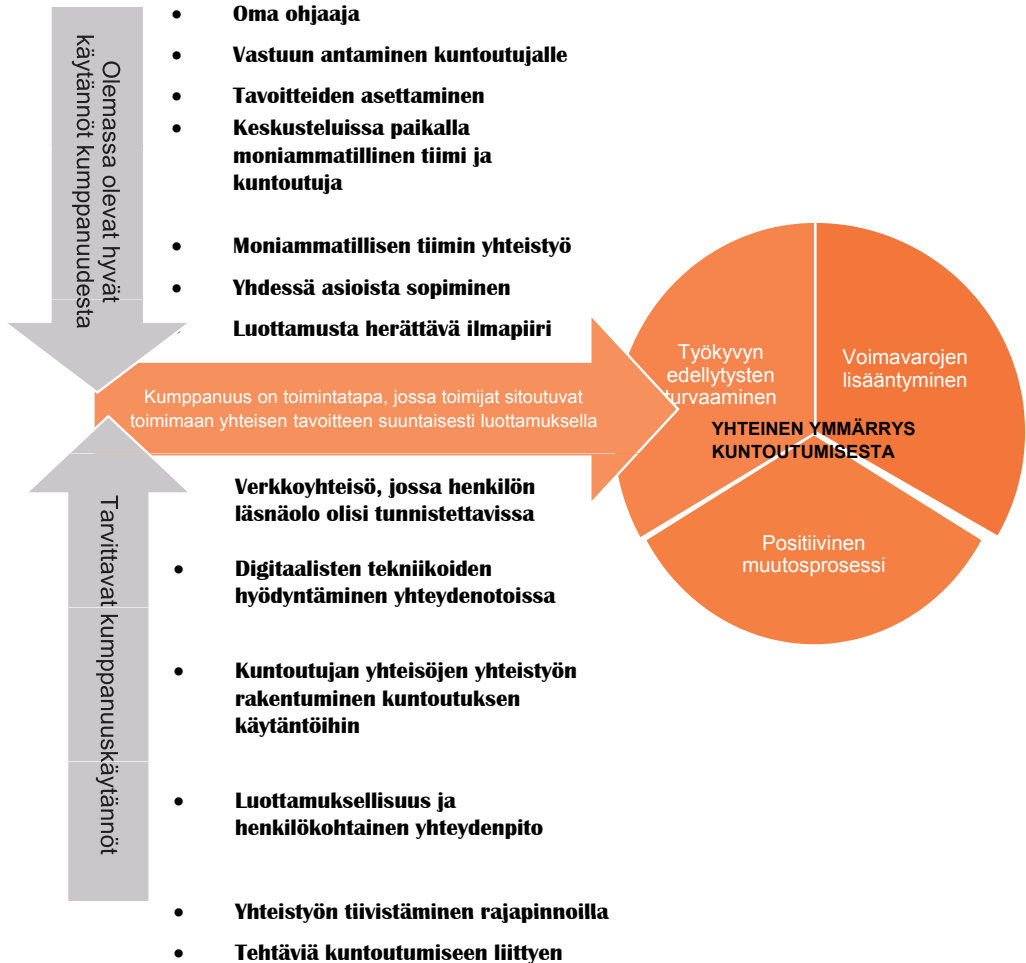 Olemassa olevat hyvät
käytännöt kumppanuudesta
• Oma ohjaaja
• Vastuun antaminen kuntoutujalle
• Tavoitteiden asettaminen
• Keskusteluissa paikalla
moniammatillinen tiimi ja
kuntoutuja
• Moniammatillisen tiimin yhteistyö
• Yhdessä asioista sopiminen
• Luottamusta herättävä ilmapiiri
Kumppanuus on toimintatapa, jossa toimijat sitoutuvat
toimimaan yhteisen tavoitteen suuntaisesti luottamuksella
Työkyvyn
edellytysten
turvaaminen
Voimavarojen
lisääntyminen
YHTEINEN YMMÄRRYS
KUNTOUTUMISESTA
Positiivinen
muutosprosessi
Tarvittavat kumppanuuskäytännöt
Verkkoyhteisö, jossa henkilön
läsnäolo olisi tunnistettavissa
• Digitaalisten tekniikoiden
hyödyntäminen yhteydenotoissa
• Kuntoutujan yhteisöjen yhteistyön
rakentuminen kuntoutuksen
käytäntöihin
• Luottamuksellisuus ja
henkilökohtainen yhteydenpito
• Yhteistyön tiivistäminen rajapinnoilla
• Tehtäviä kuntoutumiseen liittyen